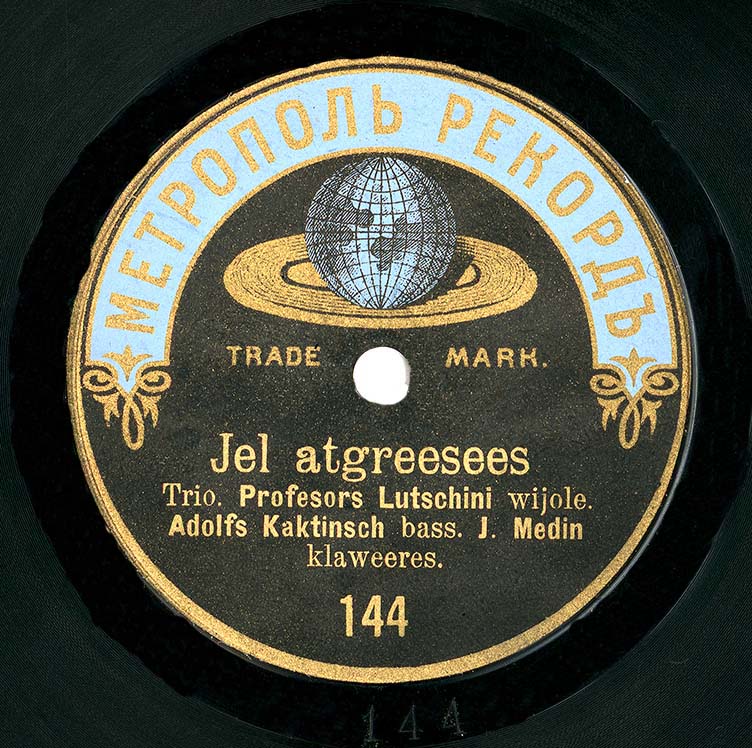 МЕТРОПОЛЬ РЕКОРДЪ
TRADE MARK.
Jel atgreesees
Trio. Profesors Lutschini wijole.
Adolfs Kaktinsch bass. J. Medin
klaweeres.
144
144